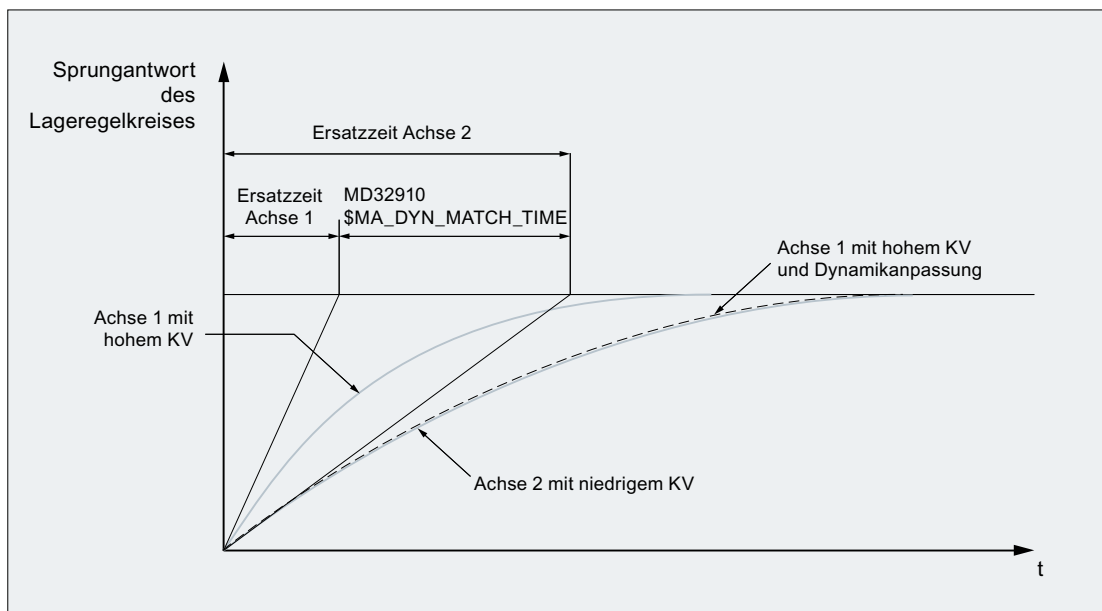 Sprungantwort
des
Lageregelkreises
Ersatzzeit Achse 2
Ersatzzeit
Achse 1
MD32910
$MA_DYN_MATCH_TIME
Achse 1 mit hohem KV
und Dynamikanpassung
Achse 1 mit
hohem KV
Achse 2 mit niedrigem KV
t